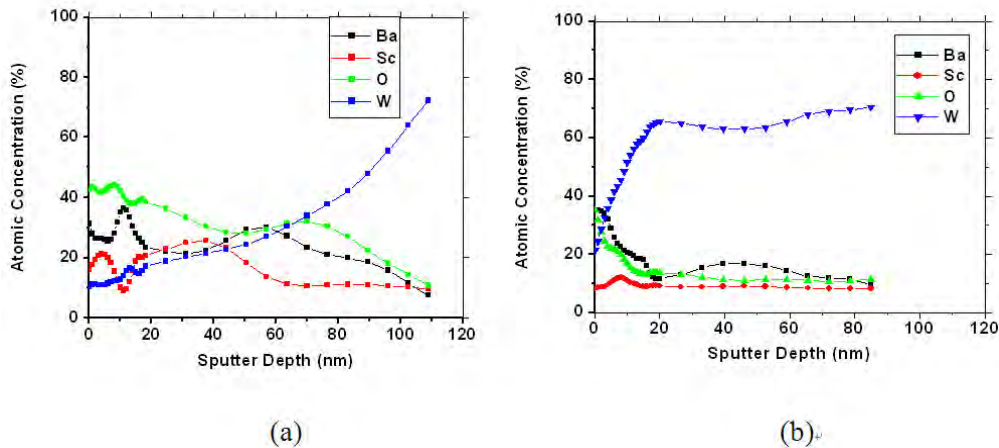 100
80
60
40
20
0
Atomic Concentration (%)
Ba
Sc
O
W
0 20 40 60 80 100 120
Sputter Depth (nm)
(a)
100
80
60
40
20
0
Atomic Concentration (%)
Ba
Sc
O
W
0 20 40 60 80 100 120
Sputter Depth (nm)
(b)